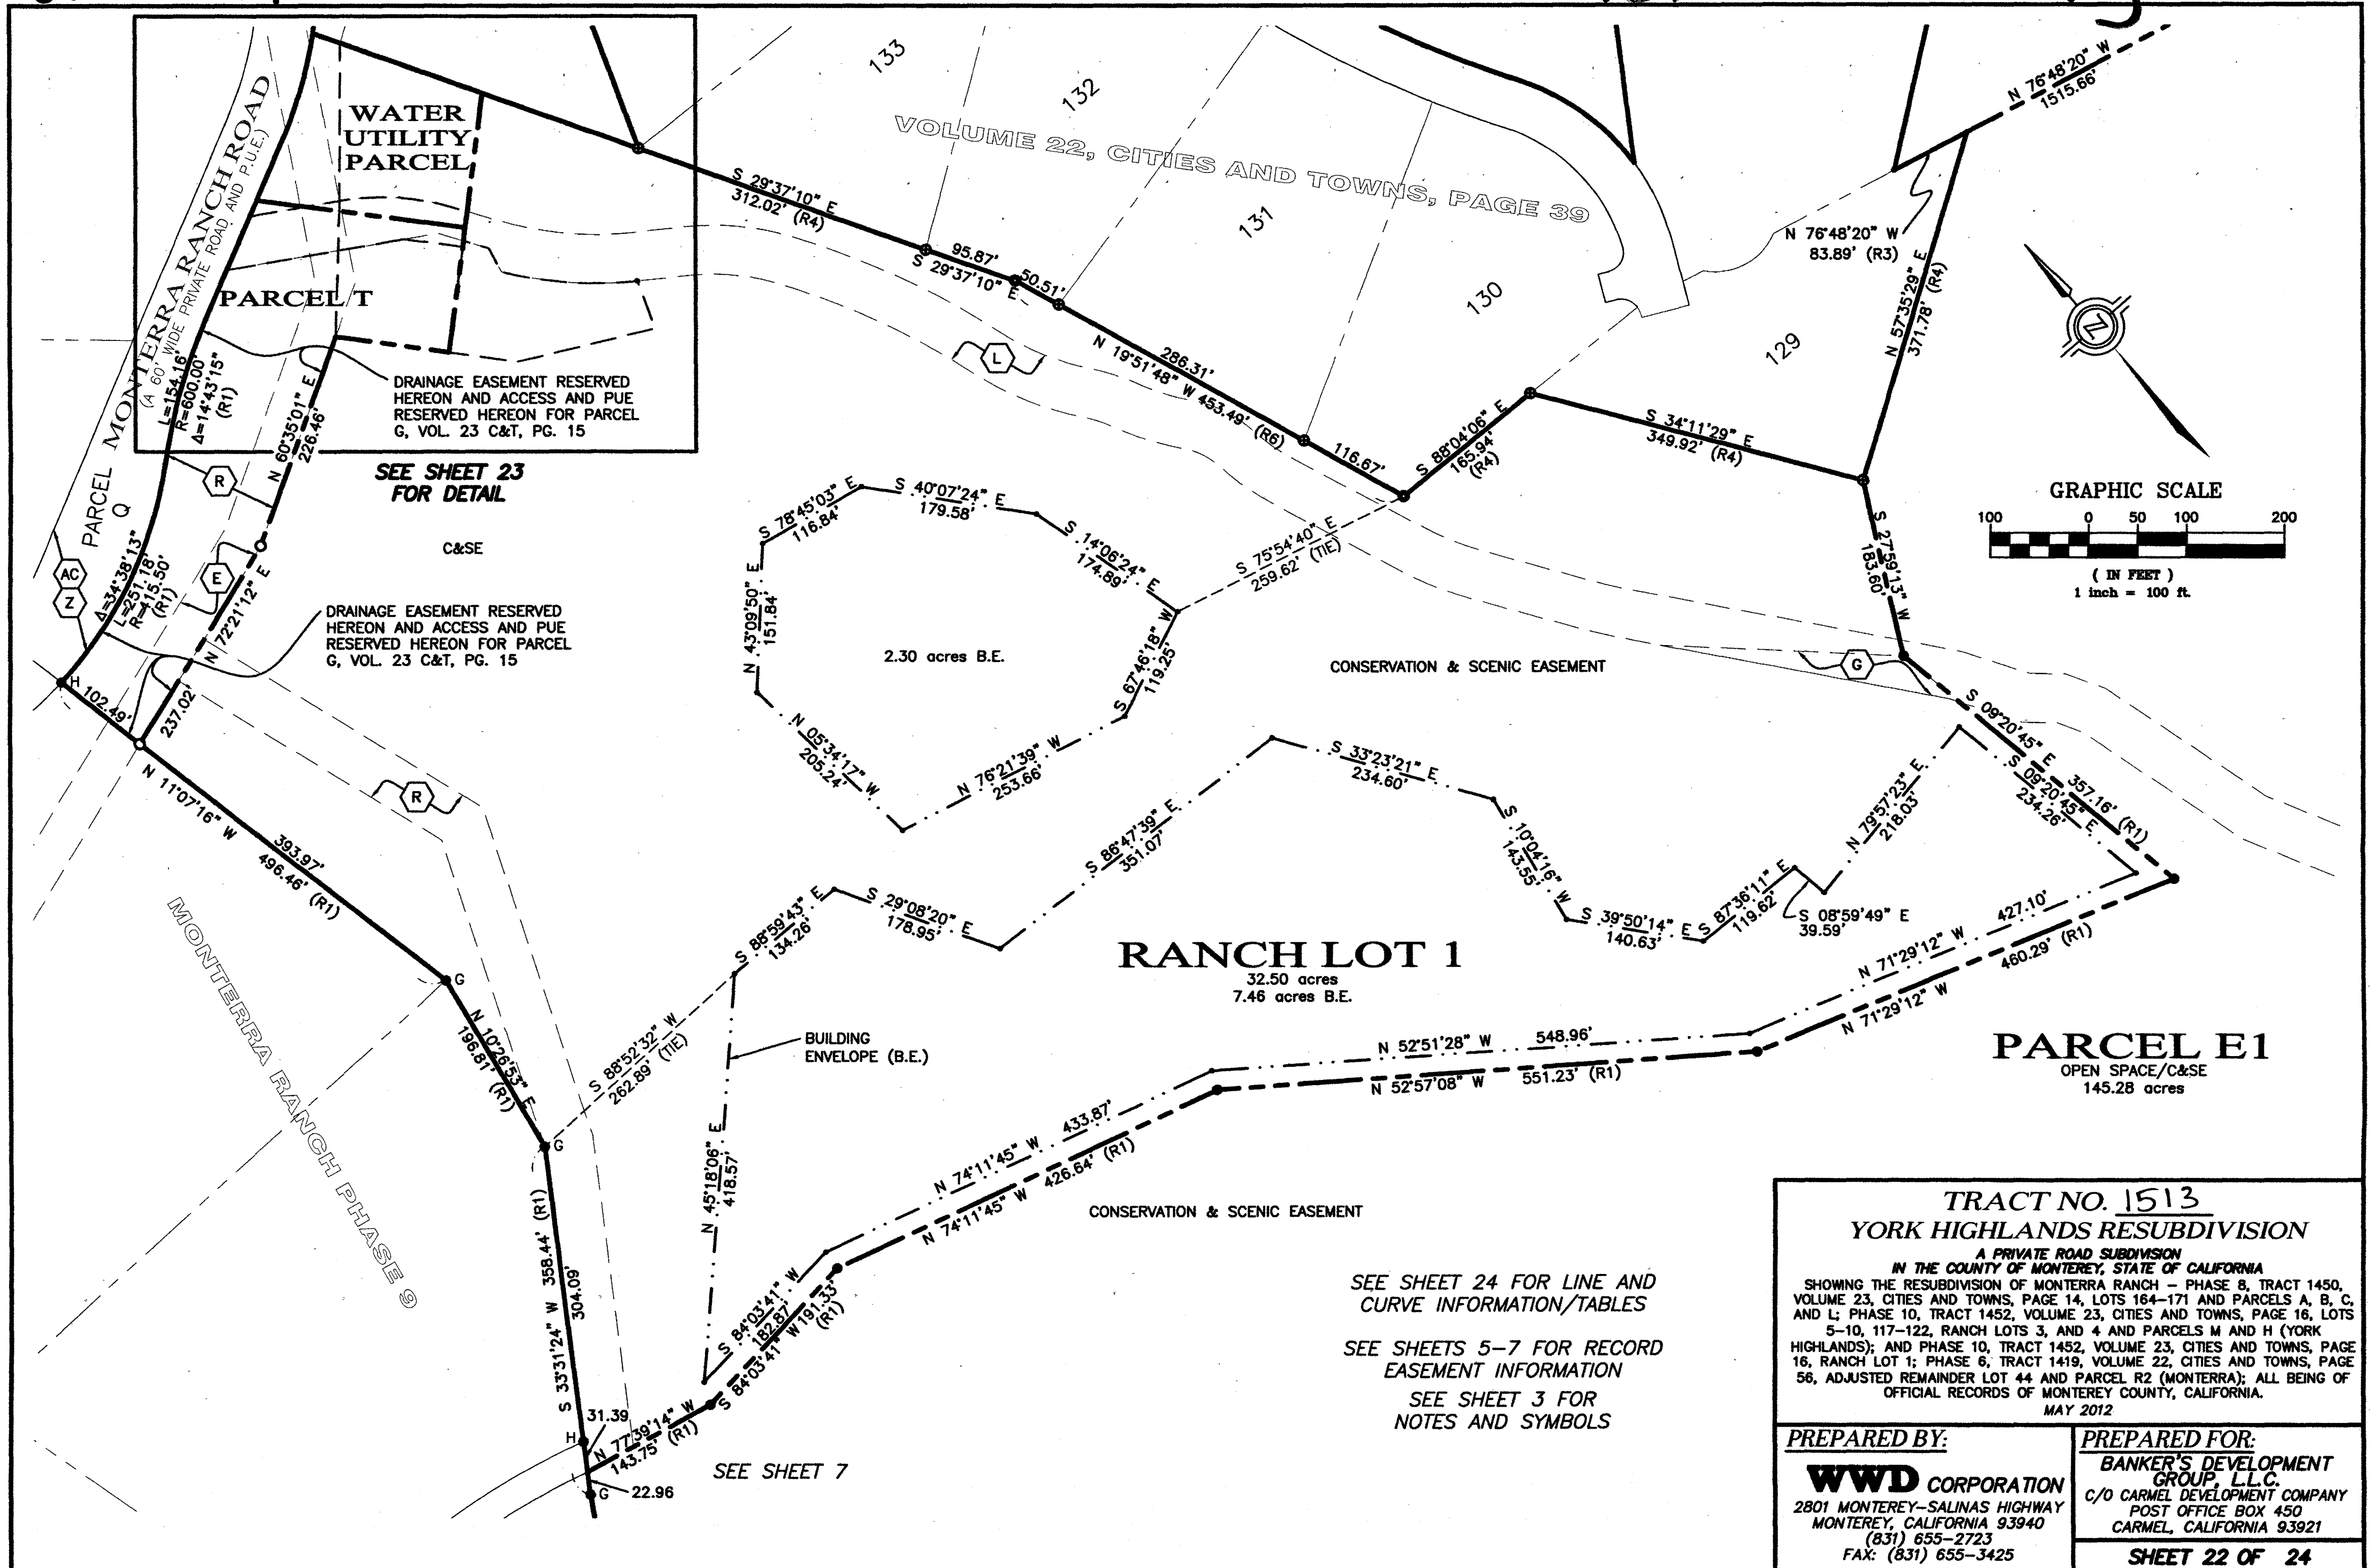 133
132
131
130
129
VOLUME 22, CITIES AND TOWNS, PAGE 39
WATER
UTILITY
PARCEL
PARCEL T
MONTERRA RANCH ROAD
(A 60' WIDE PRIVATE ROAD AND P.U.E.)
L=154.16'
R=600.00'
Δ=14°43'15"
(R1)
N 60°35'01" E
226.46'
DRAINAGE EASEMENT RESERVED
HEREON AND ACCESS AND PUE
RESERVED HEREON FOR PARCEL
G, VOL. 23 C&T, PG. 15
SEE SHEET 23
FOR DETAIL
S 29°37'10" E
312.02' (R4)
95.87'
S 29°37'10" E
50.51'
286.31'
N 19°51'48" W 453.49' (R6)
116.67'
L
S 88°04'06" E
165.94'
(R4)
S 34°11'29" E
349.92' (R4)
N 57°35'29" E
371.78' (R4)
N 76°48'20" W
83.89' (R3)
N 76°48'20" W
1515.66'
N
GRAPHIC SCALE
100 0 50 100 200
( IN FEET )
1 inch = 100 ft.
PARCEL
Q
R
E
AC
Z
C&SE
Δ=34°38'13"
L=251.18'
R=415.50'
(R1)
N 72°21'12" E
237.02'
DRAINAGE EASEMENT RESERVED
HEREON AND ACCESS AND PUE
RESERVED HEREON FOR PARCEL
G, VOL. 23 C&T, PG. 15
H
102.49'
N 11°07'16" W
393.97'
496.46' (R1)
R
G
S 78°45'03" E
116.84'
S 40°07'24" E
179.58'
S 14°06'24" E
174.89'
S 75°54'40" E
259.62' (TIE)
N 43°09'50" E
151.84'
2.30 acres B.E.
S 67°46'18" W
119.25'
N 05°34'17" W
205.24'
N 76°21'39" W
253.66'
CONSERVATION & SCENIC EASEMENT
G
S 27°59'13" W
183.60'
S 09°20'45" E
357.16' (R1)
S 09°20'45" E
234.26'
S 33°23'21" E
234.60'
S 10°04'16" W
143.55'
S 39°50'14" E
140.63'
S 87°36'11" E
119.62'
S 08°59'49" E
39.59'
N 79°57'23" E
218.03'
S 86°47'39" E
351.07'
S 29°08'20" E
178.95'
S 88°59'43" E
134.26'
S 88°52'32" W
262.89' (TIE)
N 10°26'53" E
196.81' (R1)
G
RANCH LOT 1
32.50 acres
7.46 acres B.E.
BUILDING
ENVELOPE (B.E.)
N 45°18'06" E
418.57'
N 71°29'12" W
427.10'
N 71°29'12" W
460.29' (R1)
N 52°51'28" W 548.96'
N 52°57'08" W 551.23' (R1)
N 74°11'45" W
433.87'
N 74°11'45" W
426.64' (R1)
PARCEL E1
OPEN SPACE/C&SE
145.28 acres
CONSERVATION & SCENIC EASEMENT
S 84°03'41" W
182.87'
S 84°03'41" W 191.33'
(R1)
MONTERRA RANCH PHASE 9
S 33°31'24" W 358.44' (R1)
304.09'
H
31.39
N 77°39'14" W
143.75' (R1)
G
22.96
SEE SHEET 7
SEE SHEET 24 FOR LINE AND
CURVE INFORMATION/TABLES
SEE SHEETS 5-7 FOR RECORD
EASEMENT INFORMATION
SEE SHEET 3 FOR
NOTES AND SYMBOLS
TRACT NO. 1513
YORK HIGHLANDS RESUBDIVISION
A PRIVATE ROAD SUBDIVISION
IN THE COUNTY OF MONTEREY, STATE OF CALIFORNIA
SHOWING THE RESUBDIVISION OF MONTERRA RANCH - PHASE 8, TRACT 1450,
VOLUME 23, CITIES AND TOWNS, PAGE 14, LOTS 164-171 AND PARCELS A, B, C,
AND L; PHASE 10, TRACT 1452, VOLUME 23, CITIES AND TOWNS, PAGE 16, LOTS
5-10, 117-122, RANCH LOTS 3, AND 4 AND PARCELS M AND H (YORK
HIGHLANDS); AND PHASE 10, TRACT 1452, VOLUME 23, CITIES AND TOWNS, PAGE
16, RANCH LOT 1; PHASE 6, TRACT 1419, VOLUME 22, CITIES AND TOWNS, PAGE
56, ADJUSTED REMAINDER LOT 44 AND PARCEL R2 (MONTERRA); ALL BEING OF
OFFICIAL RECORDS OF MONTEREY COUNTY, CALIFORNIA.
MAY 2012
PREPARED BY:
WWD CORPORATION
2801 MONTEREY-SALINAS HIGHWAY
MONTEREY, CALIFORNIA 93940
(831) 655-2723
FAX: (831) 655-3425
PREPARED FOR:
BANKER'S DEVELOPMENT
GROUP, L.L.C.
C/O CARMEL DEVELOPMENT COMPANY
POST OFFICE BOX 450
CARMEL, CALIFORNIA 93921
SHEET 22 OF 24